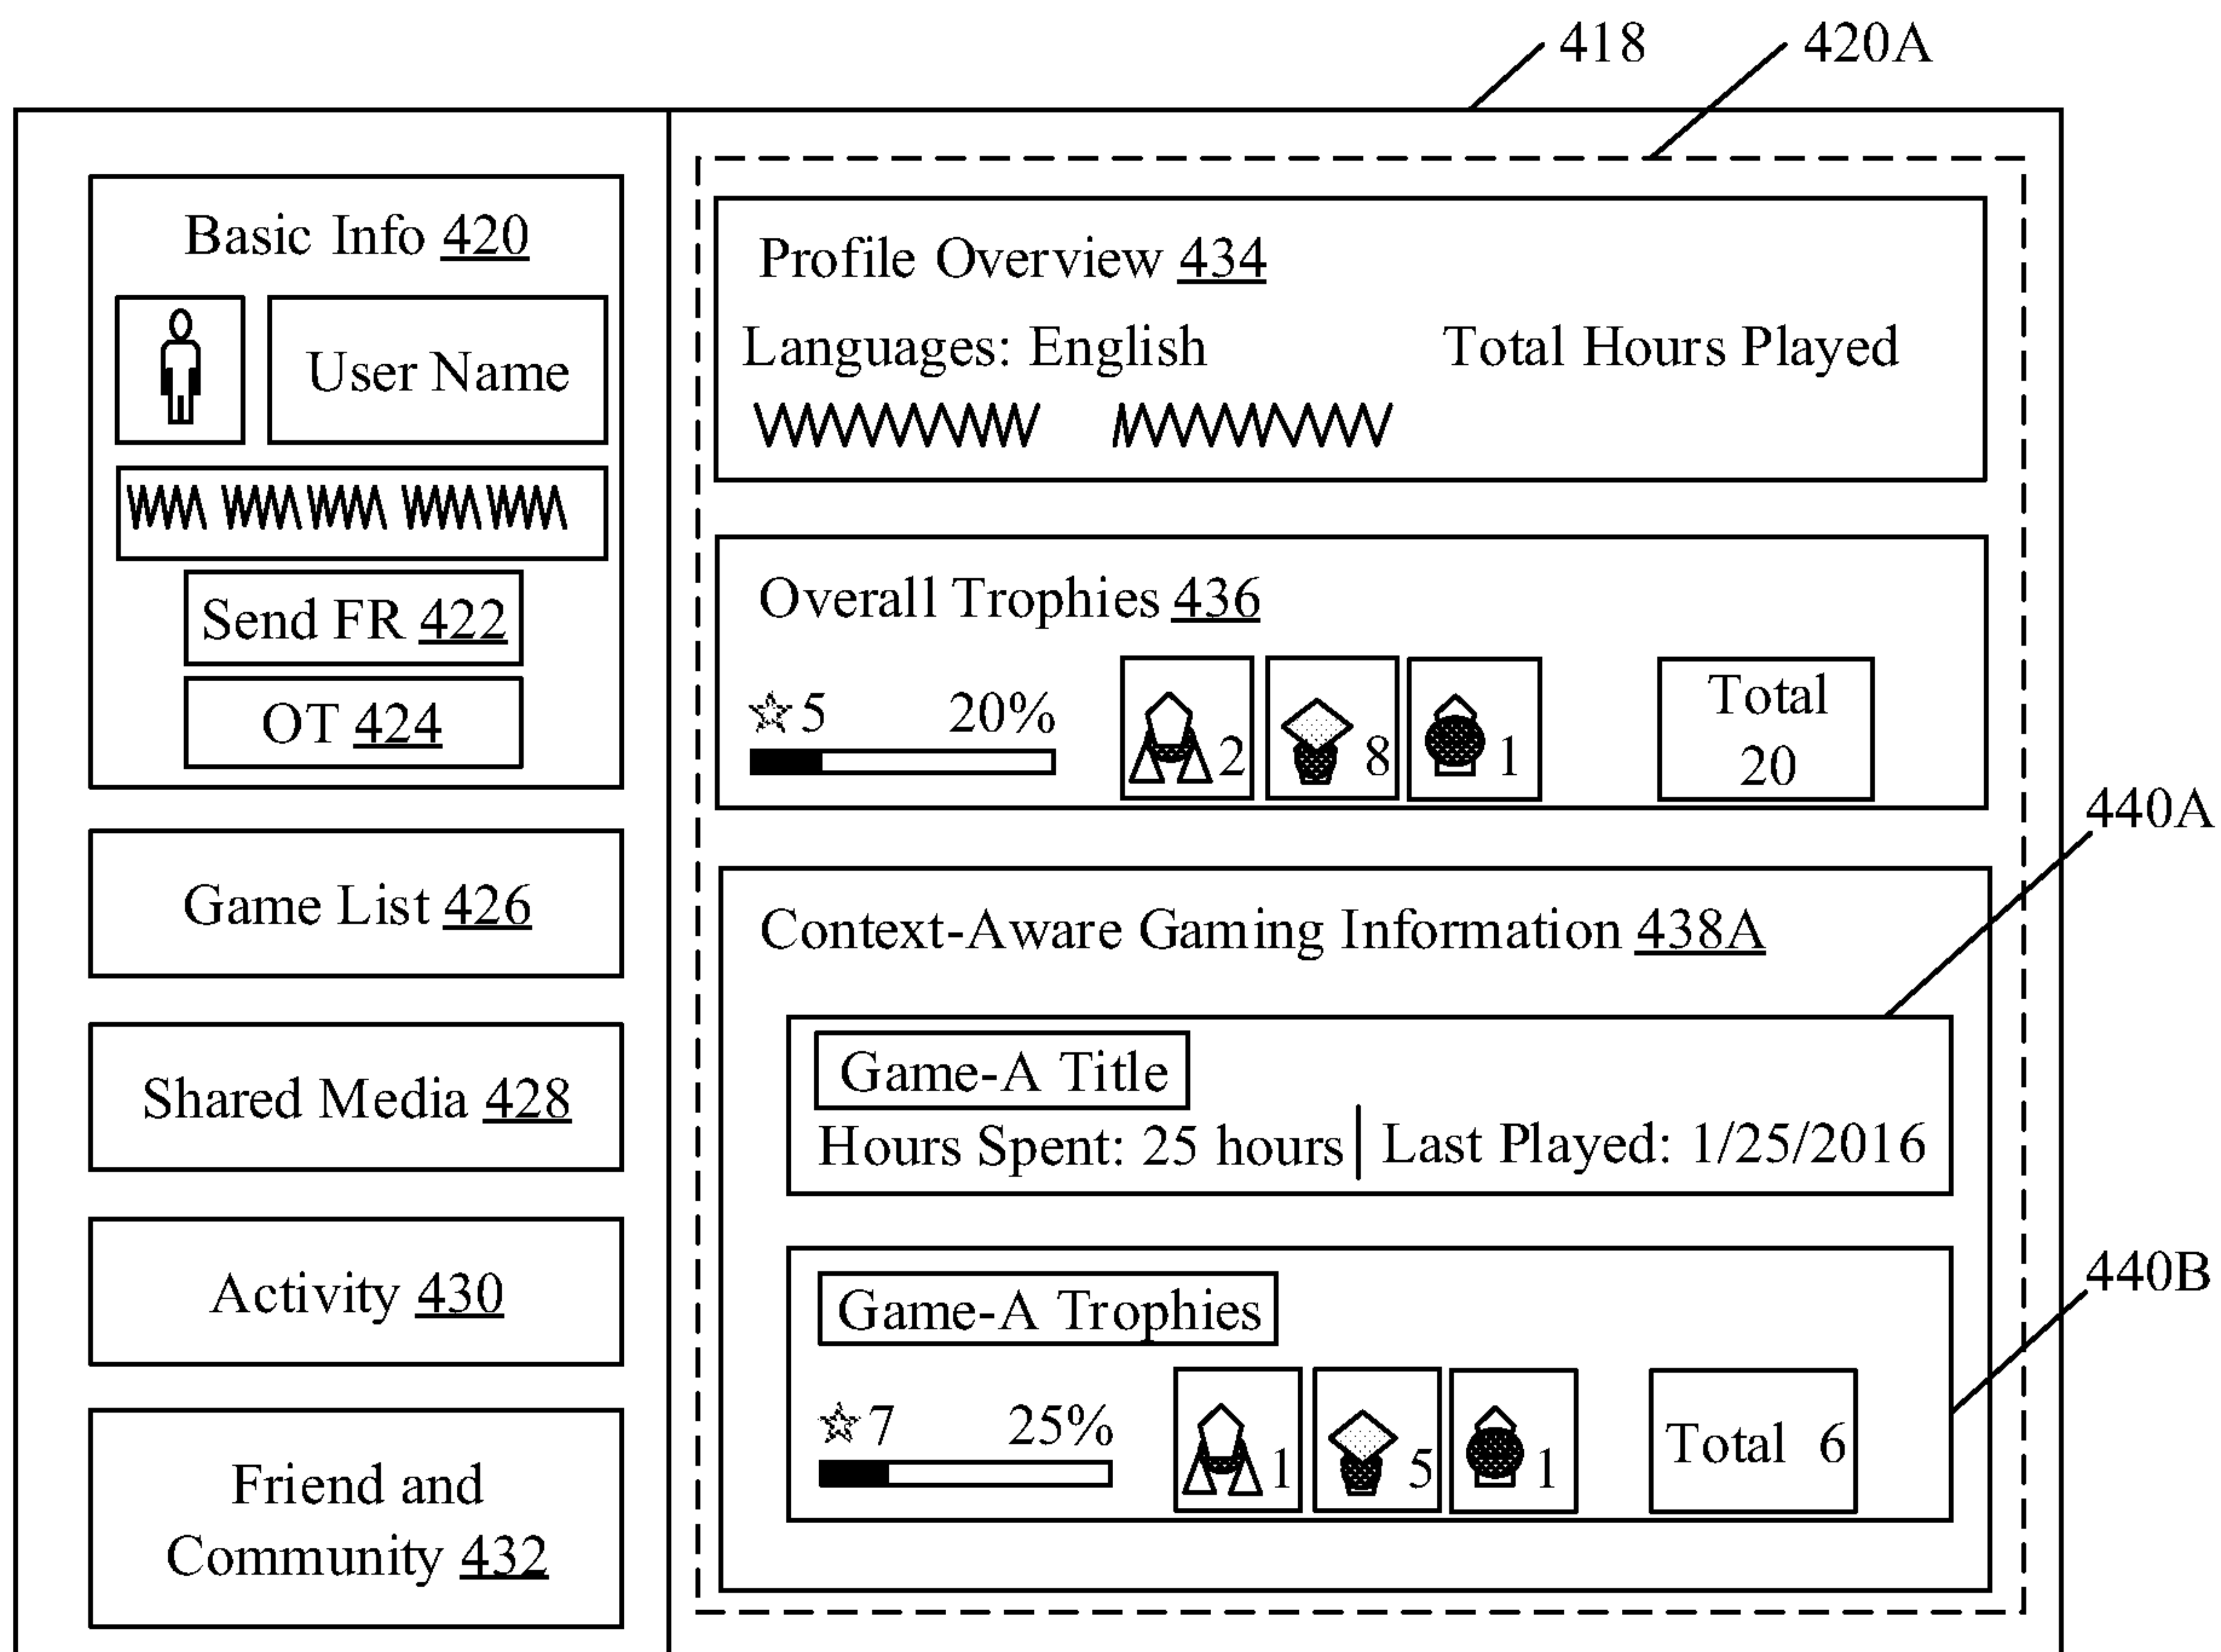 418
420A
Basic Info 420
User Name
Send FR 422
OT 424
Game List 426
Shared Media 428
Activity 430
Friend and
Community 432
Profile Overview 434
Languages: English
Total Hours Played
Overall Trophies 436
5
20%
2
8
1
Total
20
440A
Context-Aware Gaming Information 438A
Game-A Title
Hours Spent: 25 hours
Last Played: 1/25/2016
440B
Game-A Trophies
7
25%
1
5
1
Total 6